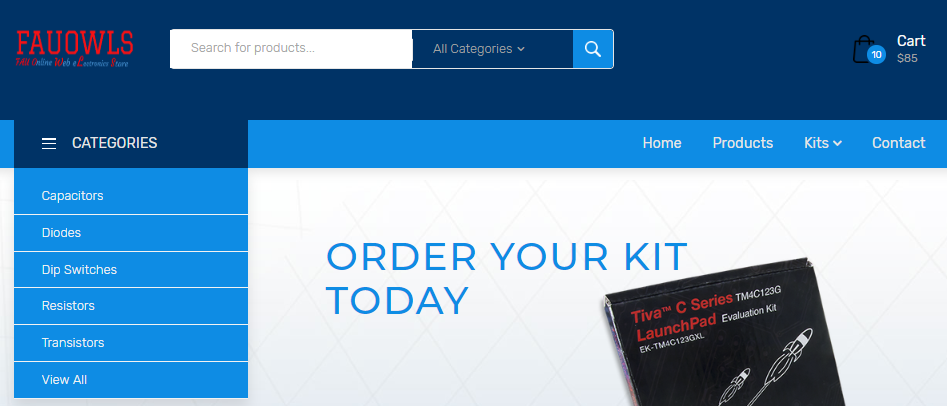 FAUOWLS
FAU Online Web eLectronics Store
Search for products...
All Categories
10
Cart
$85
CATEGORIES
Home
Products
Kits
Contact
Capacitors
Diodes
Dip Switches
Resistors
Transistors
View All
ORDER YOUR KIT
TODAY
Tiva™ C Series TM4C123G
LaunchPad Evaluation Kit
EK-TM4C123GXL